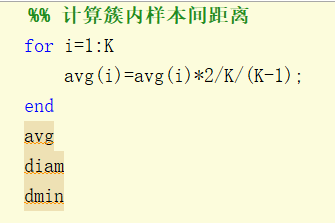 %% 计算簇内样本间距离
for i=1:K
    avg(i)=avg(i)*2/K/(K-1);
end
avg
diam
dmin